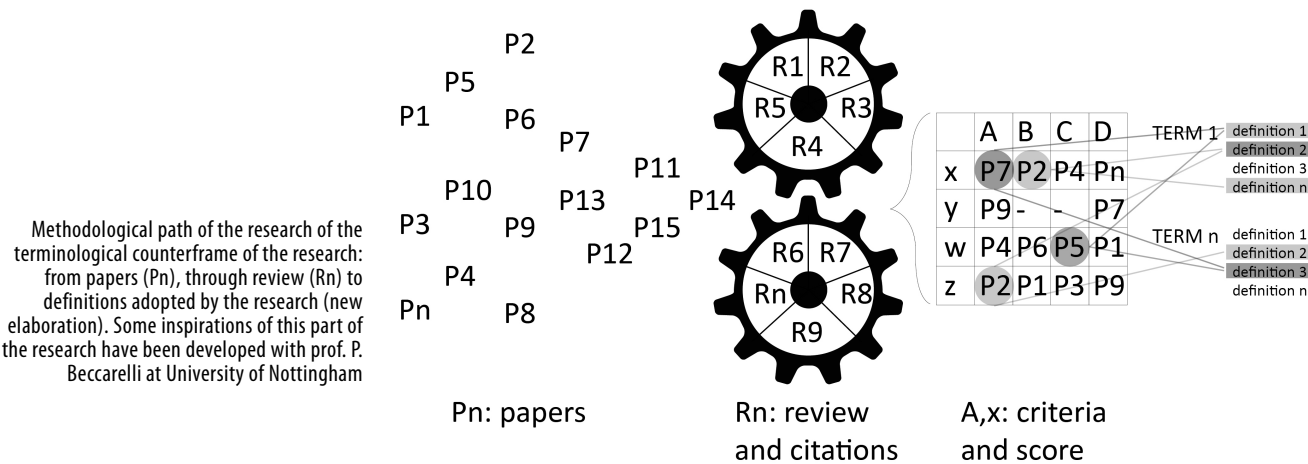 Methodological path of the research of the
terminological counterframe of the research:
from papers (Pn), through review (Rn) to
definitions adopted by the research (new
elaboration). Some inspirations of this part of
the research have been developed with prof. P.
Beccarelli at University of Nottingham
P2
P5
P1
P6
P7
P11
P10
P13
P14
P3
P9
P15
P12
P4
Pn
P8
R1 R2
R5 R3
R4
R6 R7
Rn R8
R9
A B C D
x P7 P2 P4 Pn
y P9 - - P7
w P4 P6 P5 P1
z P2 P1 P3 P9
TERM 1
definition 1
definition 2
definition 3
definition n
TERM n
definition 1
definition 2
definition 3
definition n
Pn: papers
Rn: review
and citations
A,x: criteria
and score